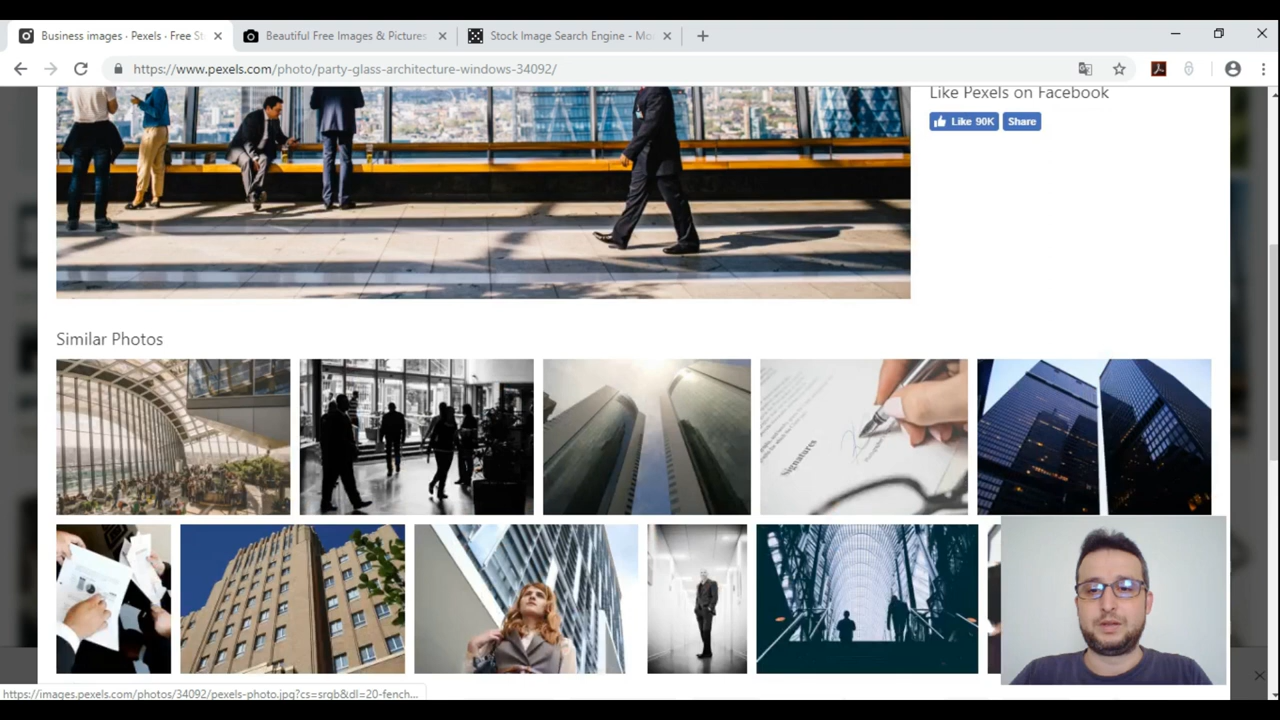 Business images · Pexels · Free St
Beautiful Free Images & Pictures
Stock Image Search Engine - Mo
https://www.pexels.com/photo/party-glass-architecture-windows-34092/
Like Pexels on Facebook
Like 90K
Share
Similar Photos
Signatures
https://images.pexels.com/photos/34092/pexels-photo.jpg?cs=srgb&dl=20-fench...